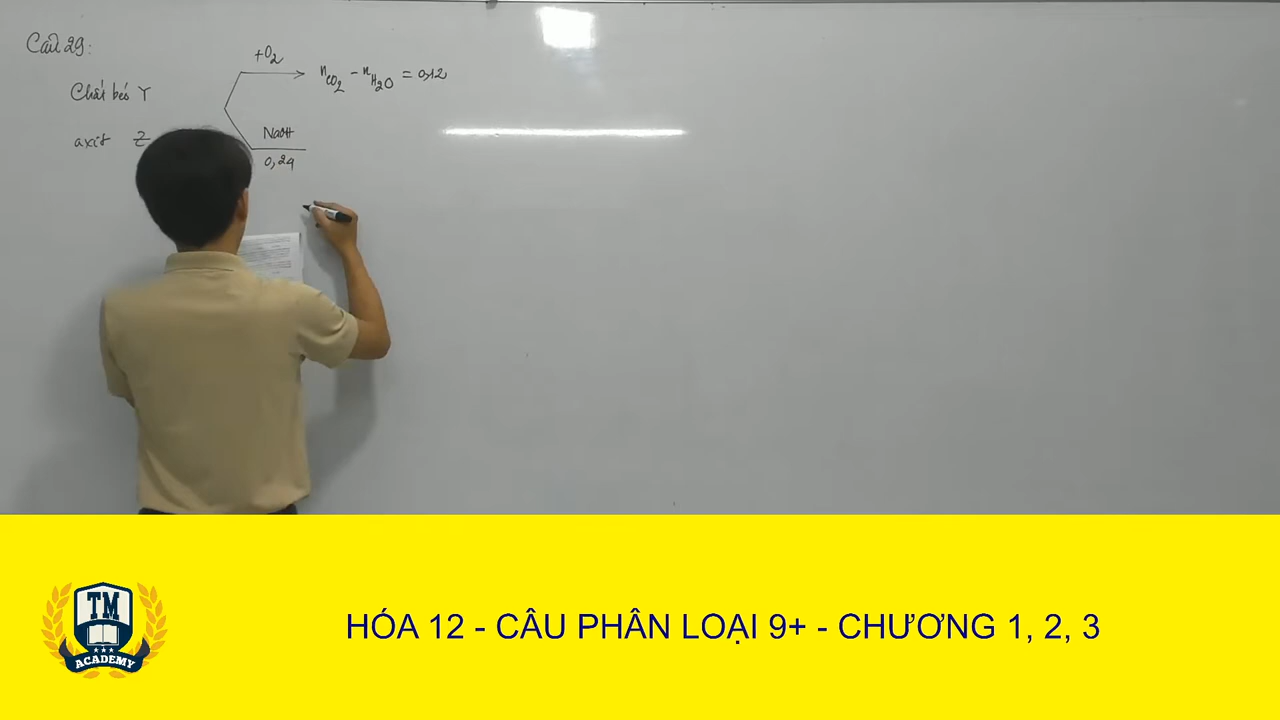 Câu 29:
+O2
nCO2 - nH2O = 0,12
Chất béo Y
axit Z
NaOH
0,24
TM
ACADEMY
HÓA 12 - CÂU PHÂN LOẠI 9+ - CHƯƠNG 1, 2, 3